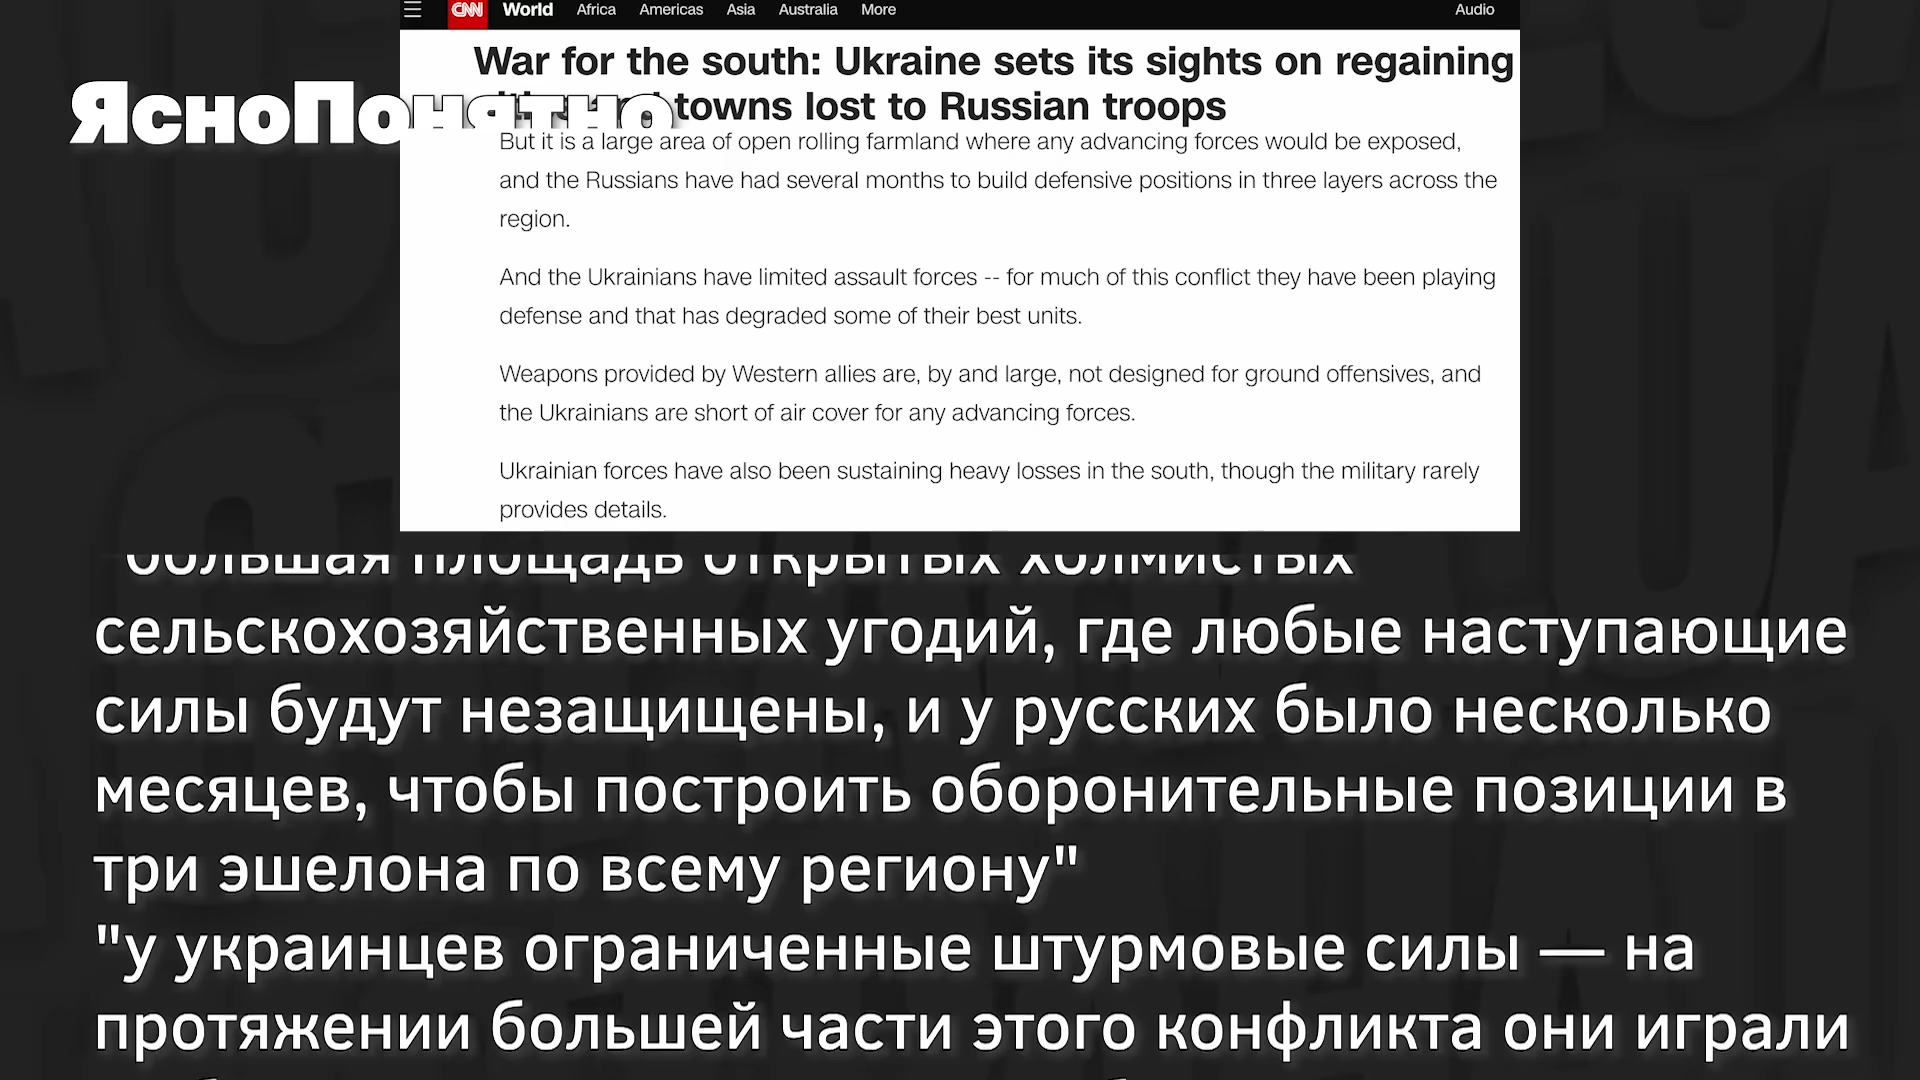 CNN World Africa Americas Asia Australia More Audio
War for the south: Ukraine sets its sights on regaining
towns lost to Russian troops
ЯсноПонятно
But it is a large area of open rolling farmland where any advancing forces would be exposed,
and the Russians have had several months to build defensive positions in three layers across the
region.
And the Ukrainians have limited assault forces -- for much of this conflict they have been playing
defense and that has degraded some of their best units.
Weapons provided by Western allies are, by and large, not designed for ground offensives, and
the Ukrainians are short of air cover for any advancing forces.
Ukrainian forces have also been sustaining heavy losses in the south, though the military rarely
provides details.
большая площадь открытых холмистых
сельскохозяйственных угодий, где любые наступающие
силы будут незащищены, и у русских было несколько
месяцев, чтобы построить оборонительные позиции в
три эшелона по всему региону"
"у украинцев ограниченные штурмовые силы — на
протяжении большей части этого конфликта они играли